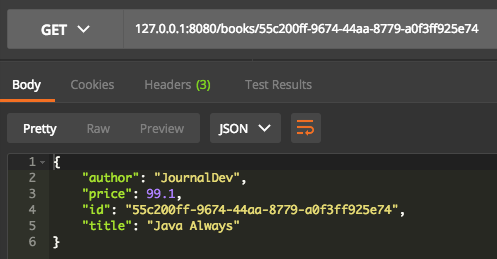 GET 127.0.0.1:8080/books/55c200ff-9674-44aa-8779-a0f3ff925e74
Body Cookies Headers (3) Test Results
Pretty Raw Preview JSON
1 {
2 "author": "JournalDev",
3 "price": 99.1,
4 "id": "55c200ff-9674-44aa-8779-a0f3ff925e74",
5 "title": "Java Always"
6 }